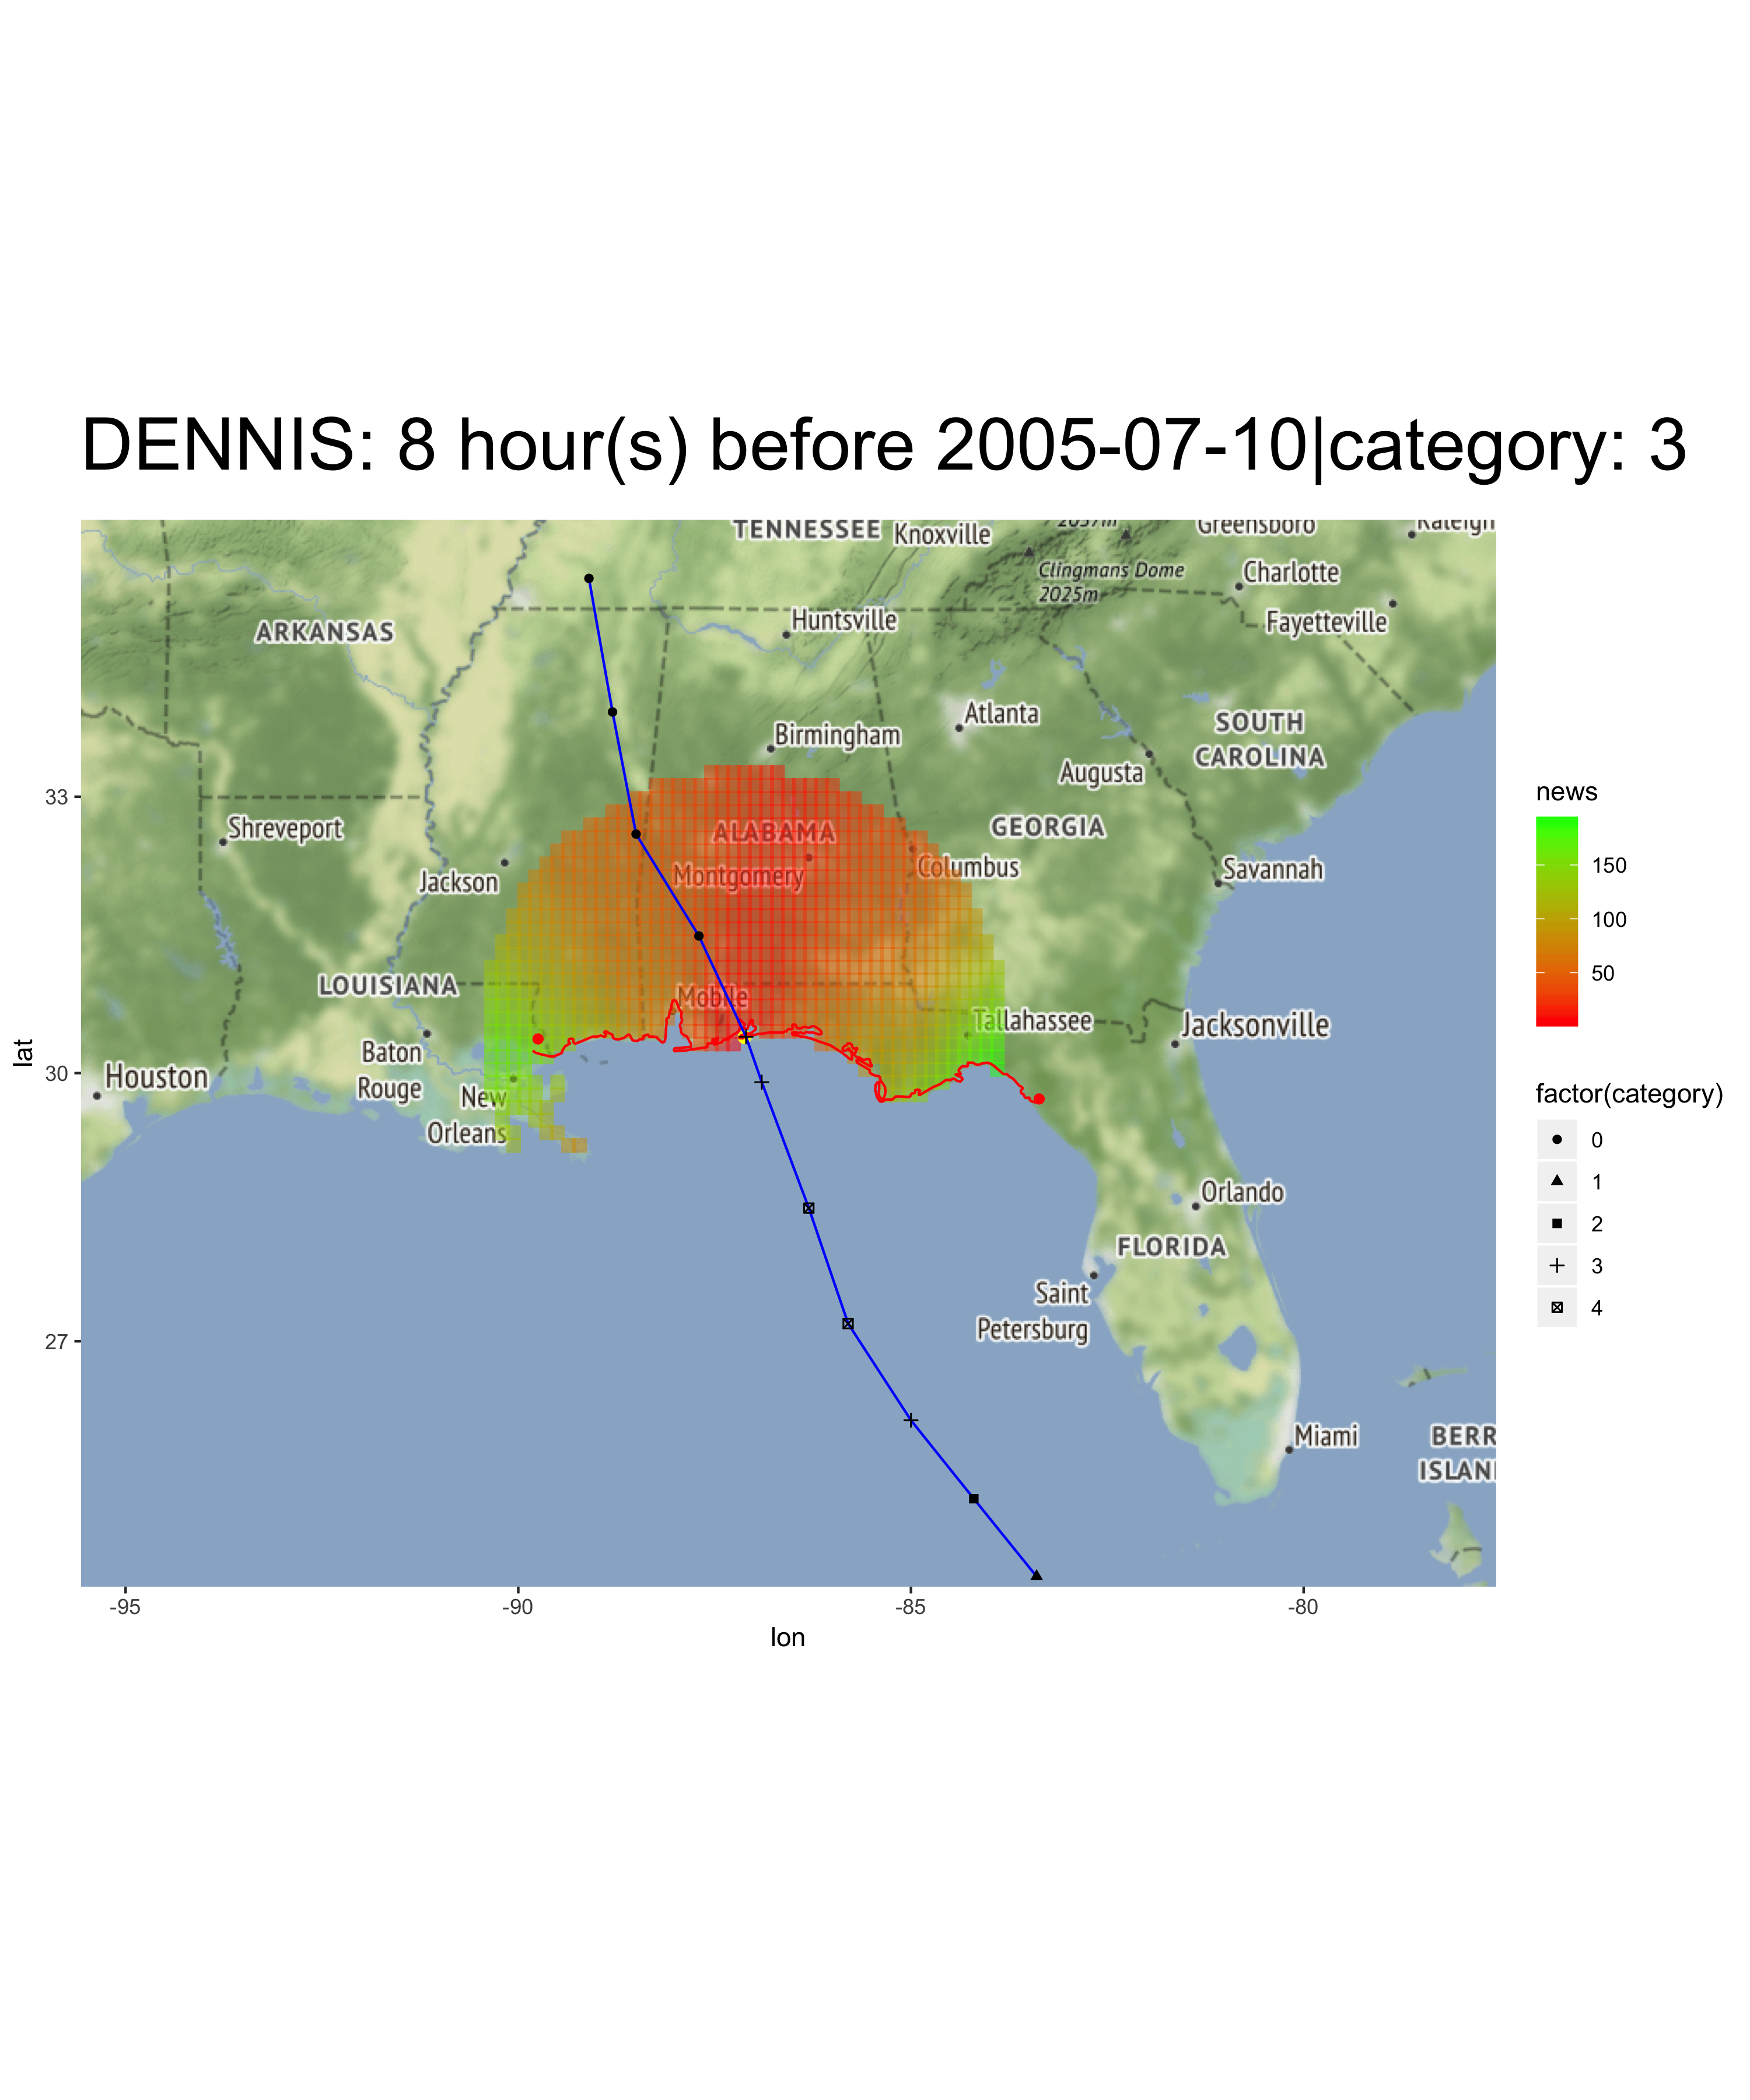 DENNIS: 8 hour(s) before 2005-07-10|category: 3
2037m
Greensboro
Raleigh
TENNESSEE
Knoxville
Clingmans Dome
2025m
Charlotte
Huntsville
Fayetteville
ARKANSAS
Atlanta
SOUTH
CAROLINA
Birmingham
Augusta
33
Shreveport
ALABAMA
GEORGIA
Jackson
Montgomery
Columbus
Savannah
LOUISIANA
Mobile
Tallahassee
Jacksonville
lat
30
Houston
Baton
Rouge
New
Orleans
Orlando
FLORIDA
Saint
Petersburg
27
Miami
BERR
ISLAN
-95
-90
-85
-80
lon
news
150
100
50
factor(category)
0
1
2
3
4